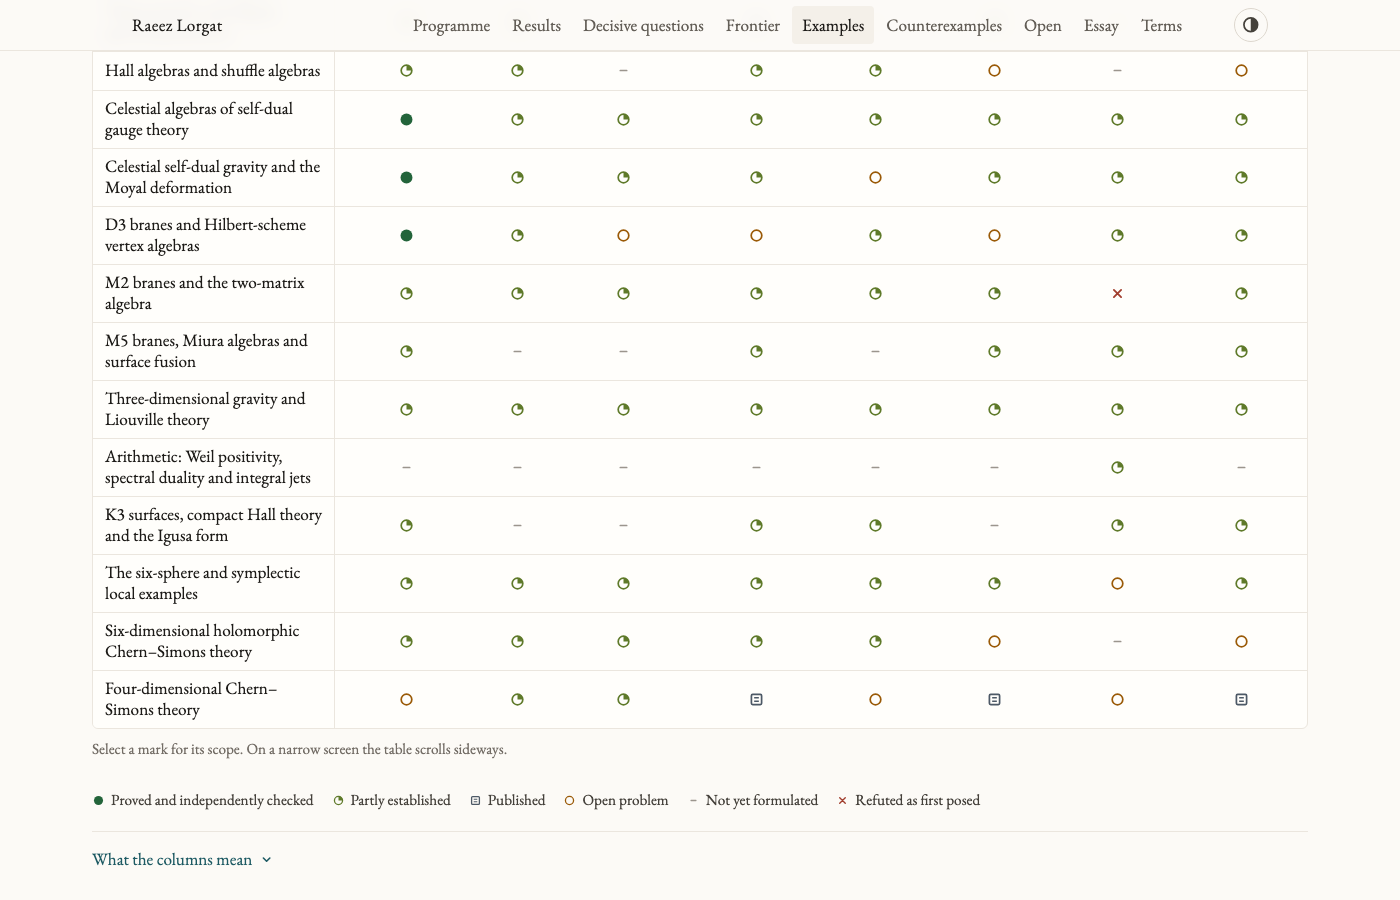 Raeez Lorgat
Programme
Results
Decisive questions
Frontier
Examples
Counterexamples
Open
Essay
Terms
Hall algebras and shuffle algebras
Celestial algebras of self-dual
gauge theory
Celestial self-dual gravity and the
Moyal deformation
D3 branes and Hilbert-scheme
vertex algebras
M2 branes and the two-matrix
algebra
M5 branes, Miura algebras and
surface fusion
Three-dimensional gravity and
Liouville theory
Arithmetic: Weil positivity,
spectral duality and integral jets
K3 surfaces, compact Hall theory
and the Igusa form
The six-sphere and symplectic
local examples
Six-dimensional holomorphic
Chern–Simons theory
Four-dimensional Chern–
Simons theory
Select a mark for its scope. On a narrow screen the table scrolls sideways.
Proved and independently checked
Partly established
Published
Open problem
Not yet formulated
Refuted as first posed
What the columns mean